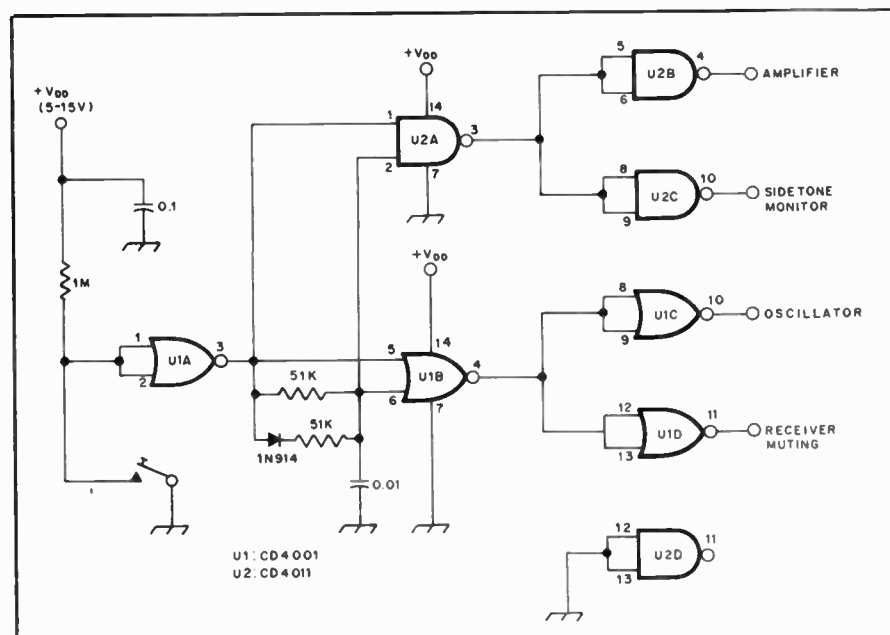 +VDD
(5-15V)
0.1
1M
1
2
U1A
3
+VDD
14
1
2
U2A
3
7
5
6
U2B
4
AMPLIFIER
8
9
U2C
10
SIDETONE
MONITOR
+VDD
14
5
6
U1B
4
7
51K
51K
1N914
0.01
8
9
U1C
10
OSCILLATOR
12
13
U1D
11
RECEIVER
MUTING
12
13
U2D
11
U1: CD4001
U2: CD4011